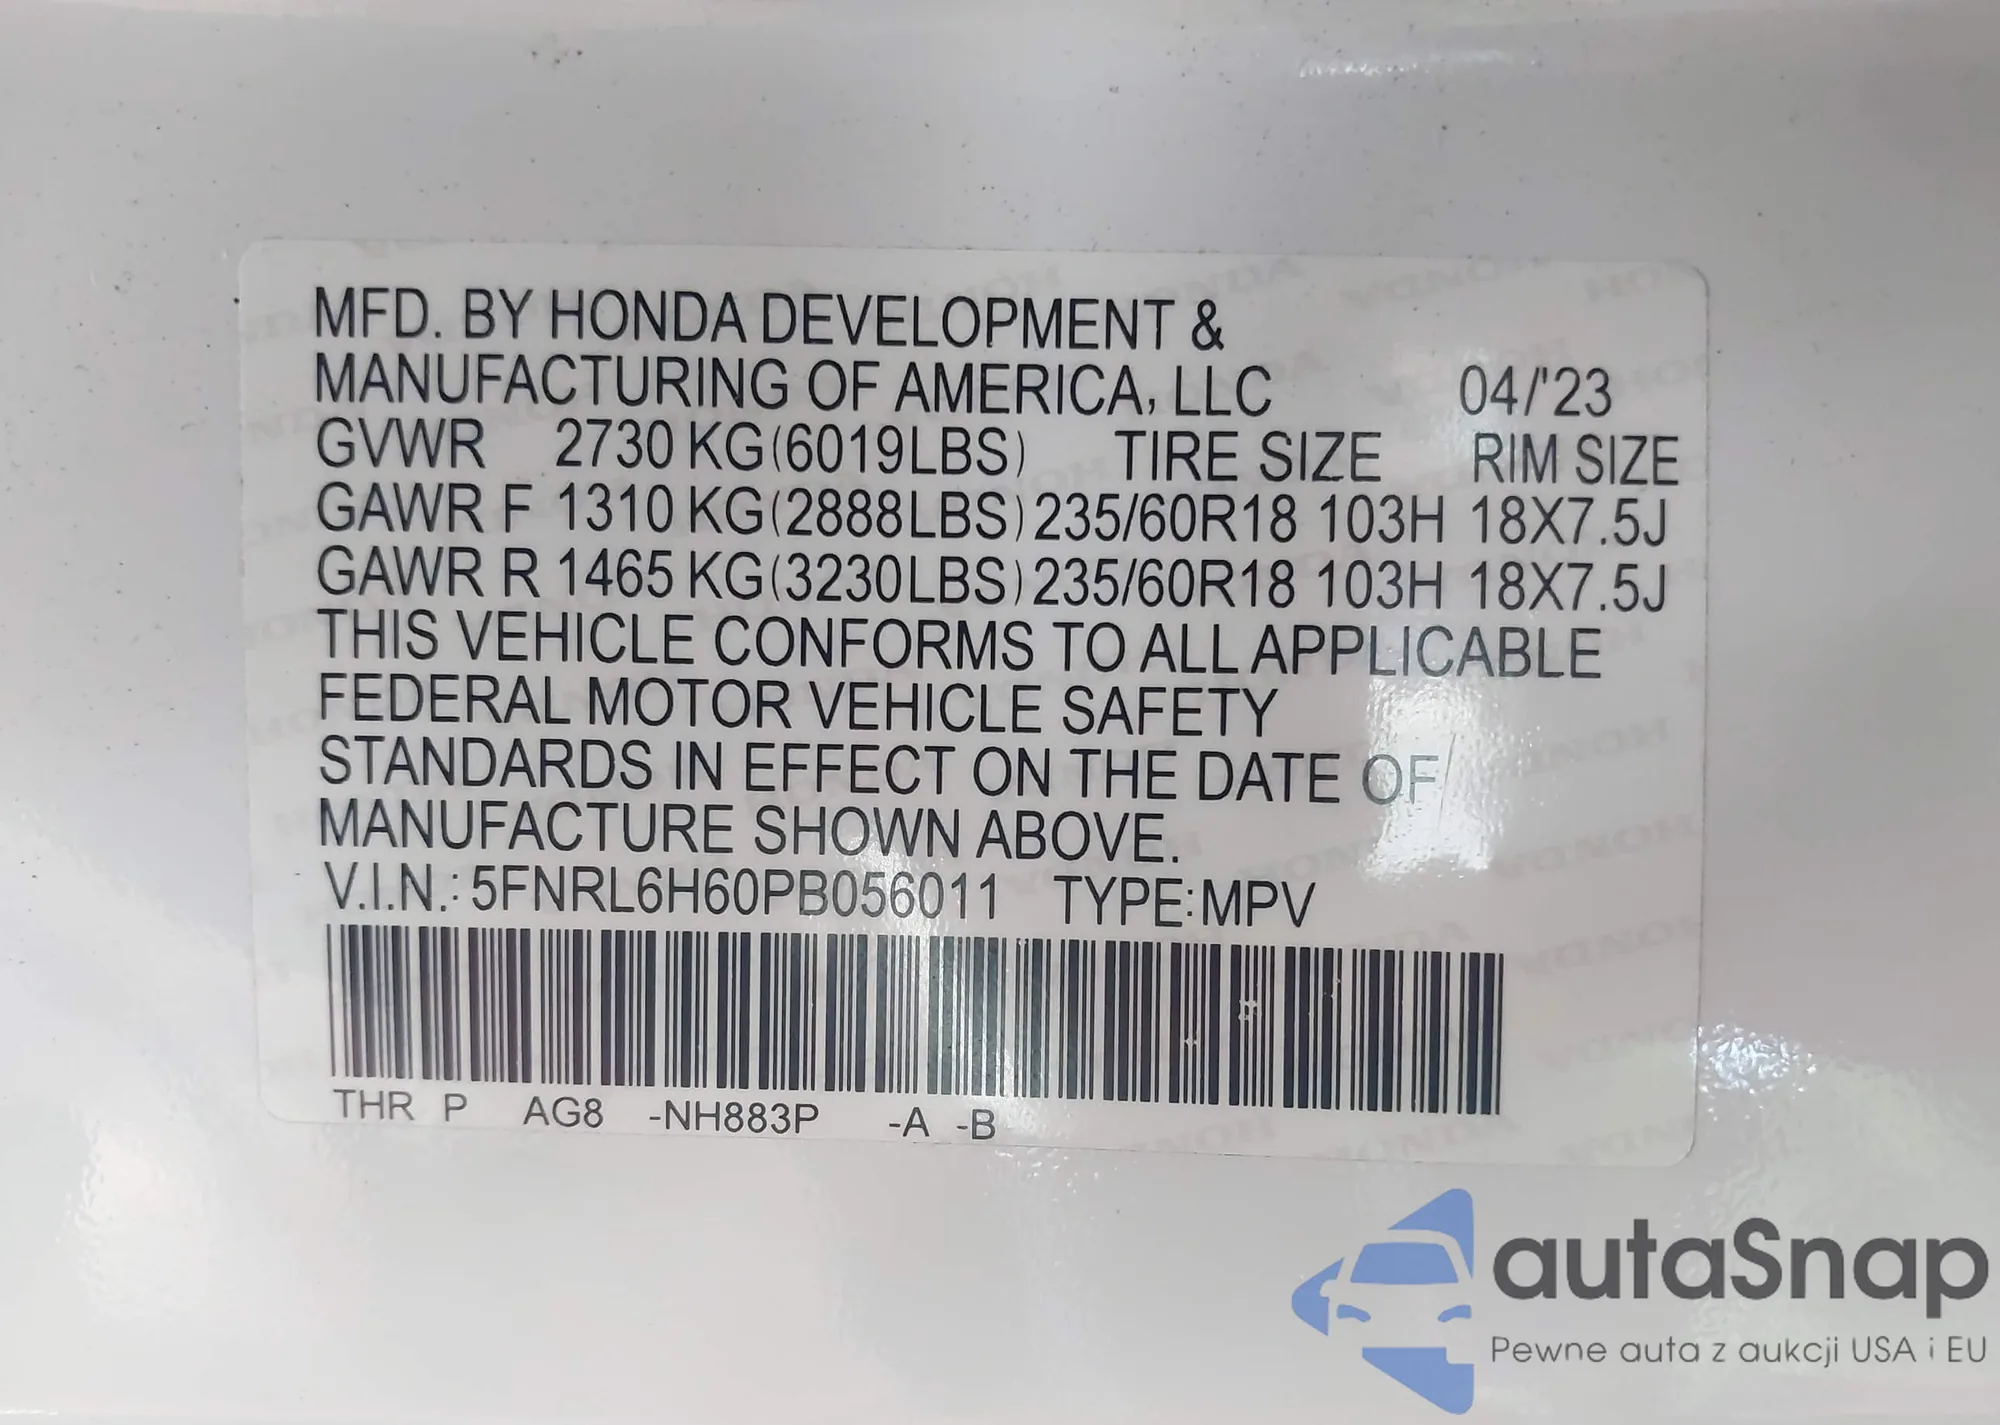 MFD. BY HONDA DEVELOPMENT &
MANUFACTURING OF AMERICA, LLC 04/'23
GVWR 2730 KG(6019LBS) TIRE SIZE RIM SIZE
GAWR F 1310 KG(2888LBS) 235/60R18 103H 18X7.5J
GAWR R 1465 KG(3230LBS) 235/60R18 103H 18X7.5J
THIS VEHICLE CONFORMS TO ALL APPLICABLE
FEDERAL MOTOR VEHICLE SAFETY
STANDARDS IN EFFECT ON THE DATE OF
MANUFACTURE SHOWN ABOVE.
V.I.N.: 5FNRL6H60PB056011 TYPE:MPV
THR P AG8 -NH883P -A -B
autaSnap
Pewne auta z aukcji USA i EU